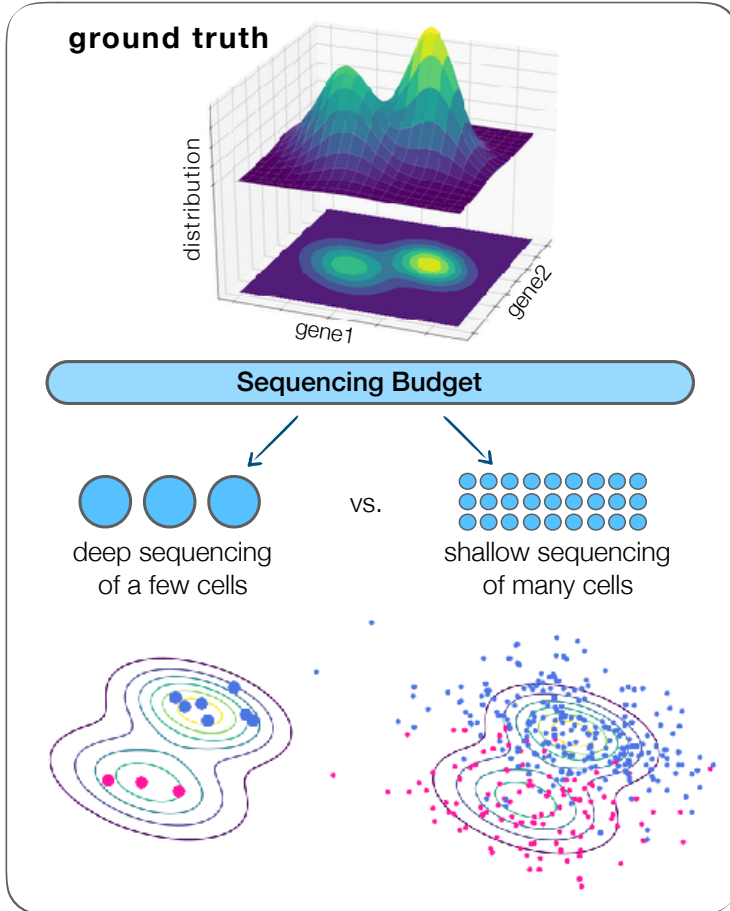 ground truth
distribution
gene1
gene2
Sequencing Budget
deep sequencing
of a few cells
vs.
shallow sequencing
of many cells